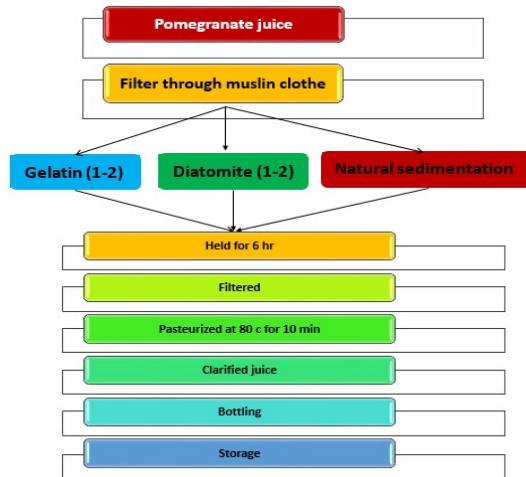 Pomegranate juice
Filter through muslin clothe
Gelatin (1-2)
Diatomite (1-2)
Natural sedimentation
Held for 6 hr
Filtered
Pasteurized at 80 c for 10 min
Clarified juice
Bottling
Storage